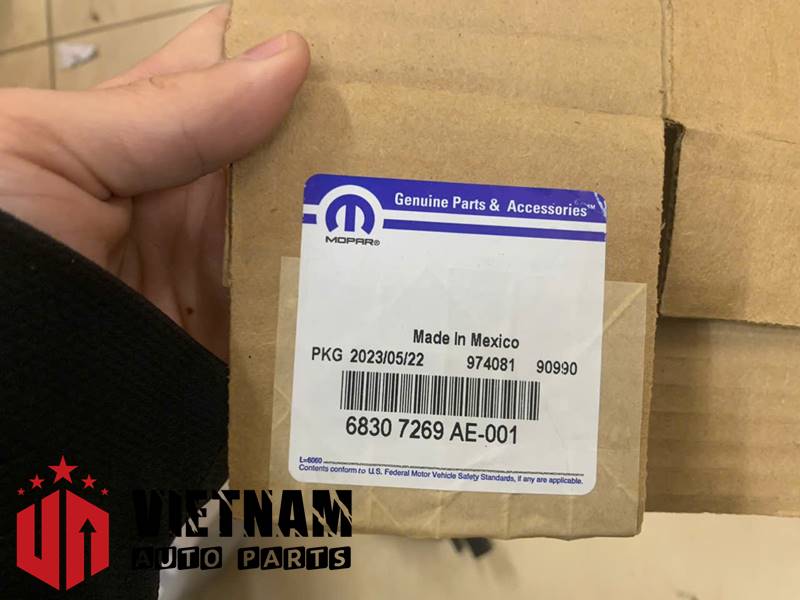 Genuine Parts & Accessories™
MOPAR®
Made In Mexico
PKG 2023/05/22 974081 90990
6830 7269 AE-001
L=6060
Contents conform to U.S. Federal Motor Vehicle Safety Standards, if any are applicable.
VIETNAM
AUTO PARTS